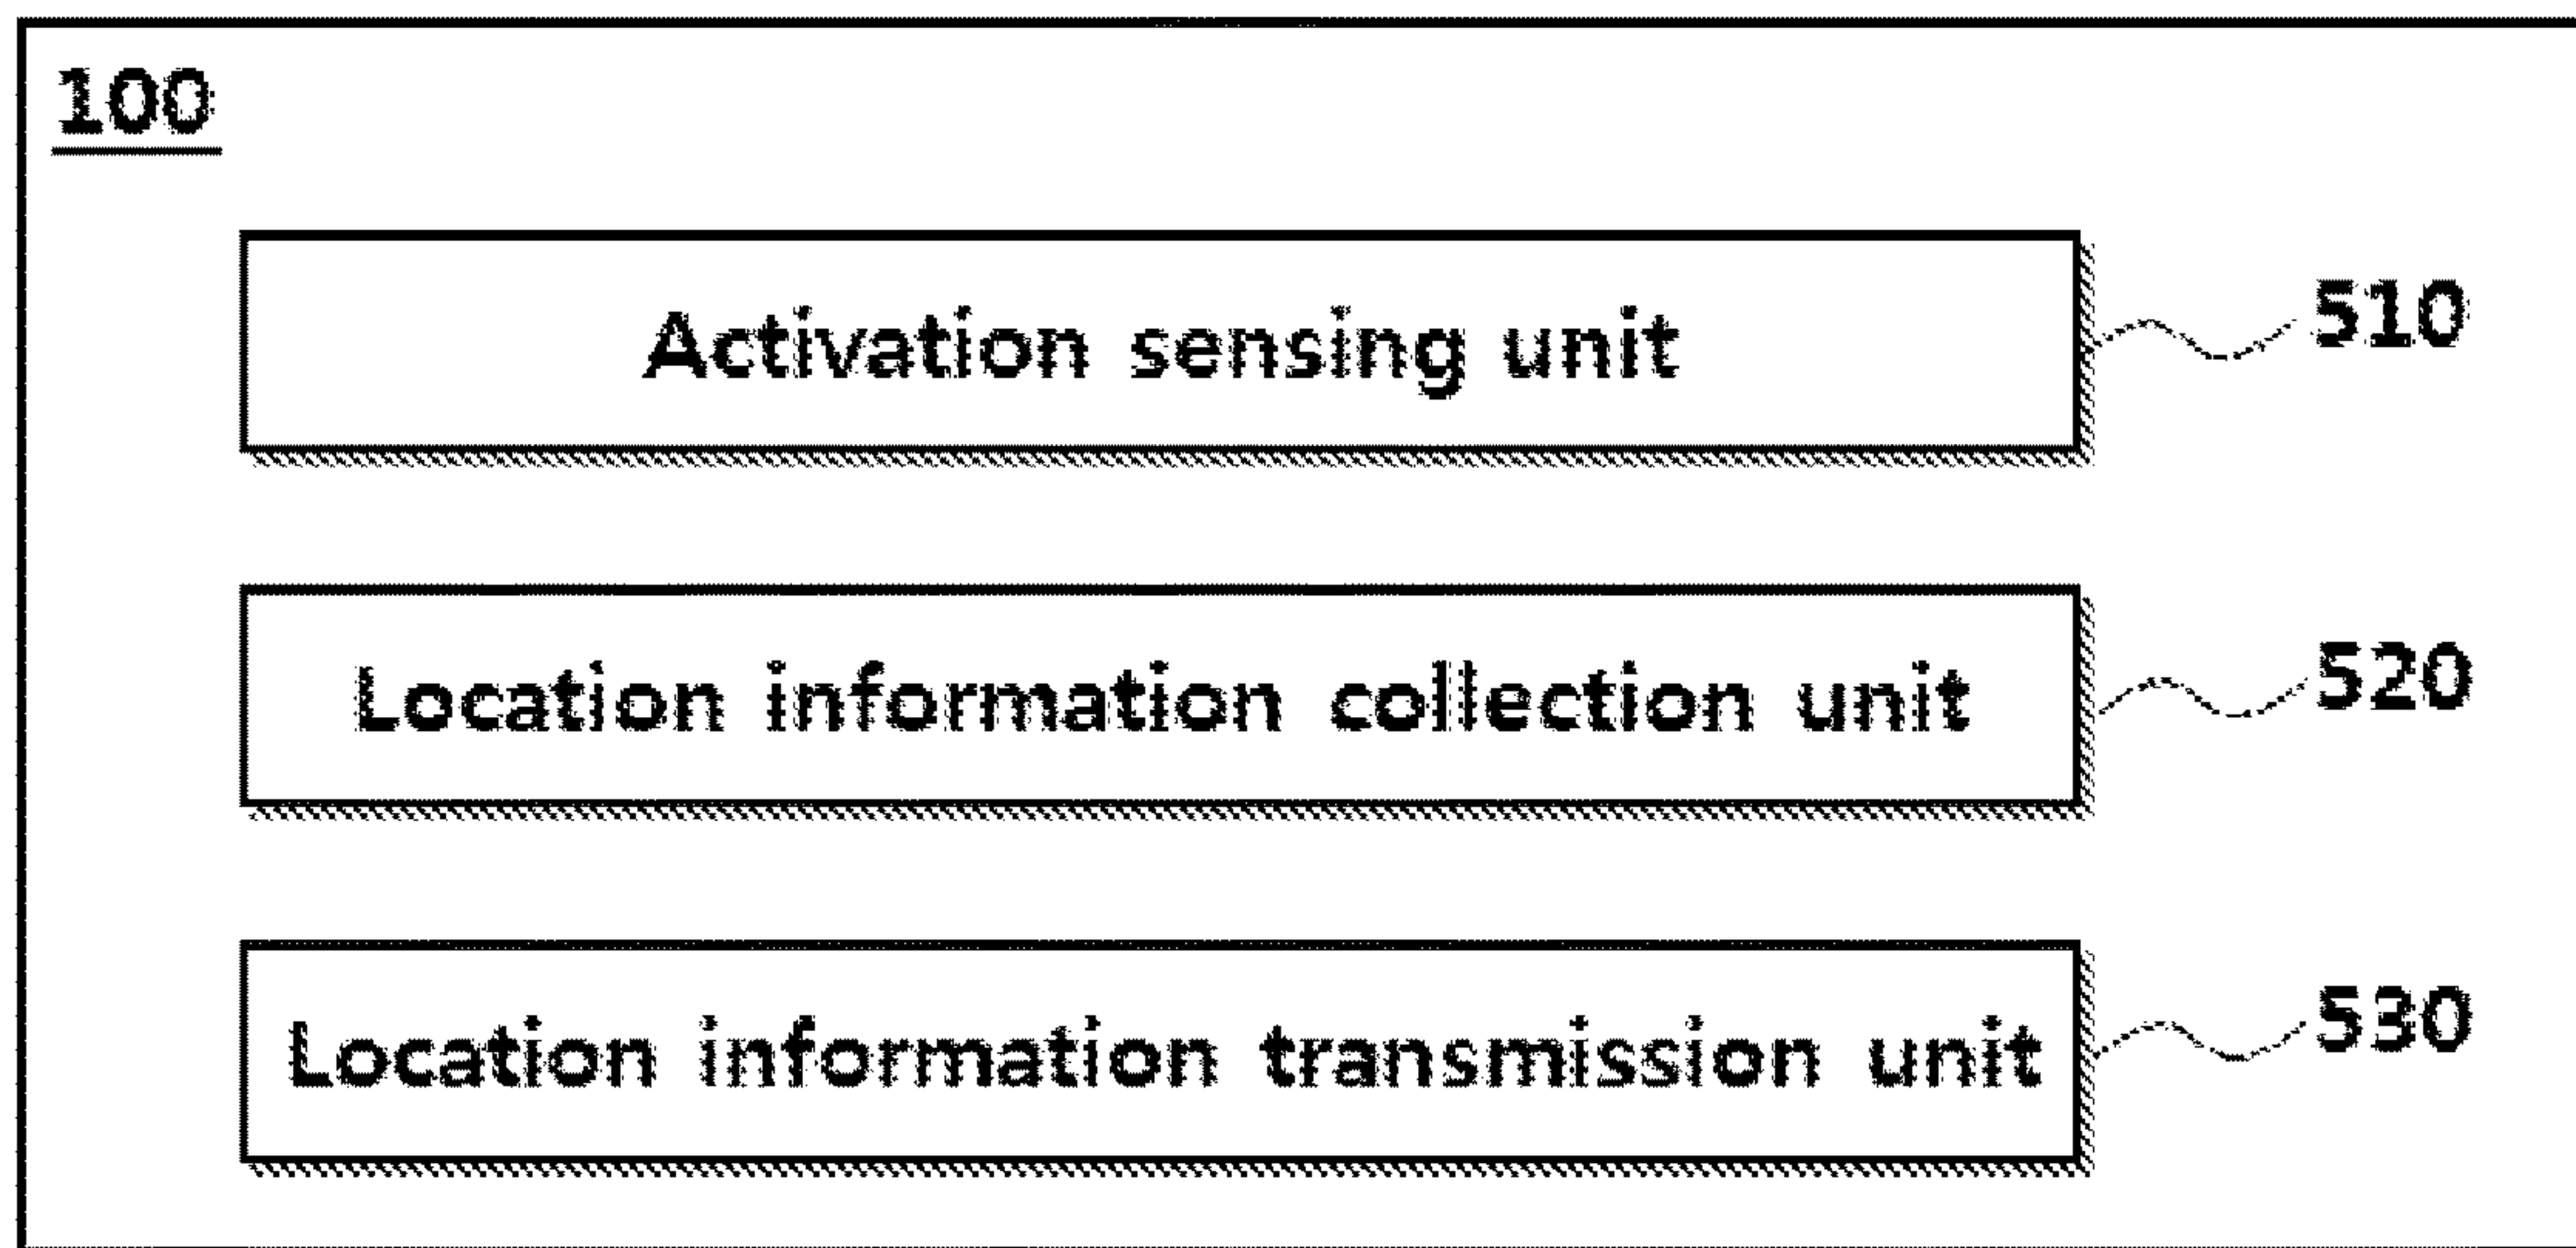 100
Activation sensing unit
510
Location information collection unit
520
Location information transmission unit
530